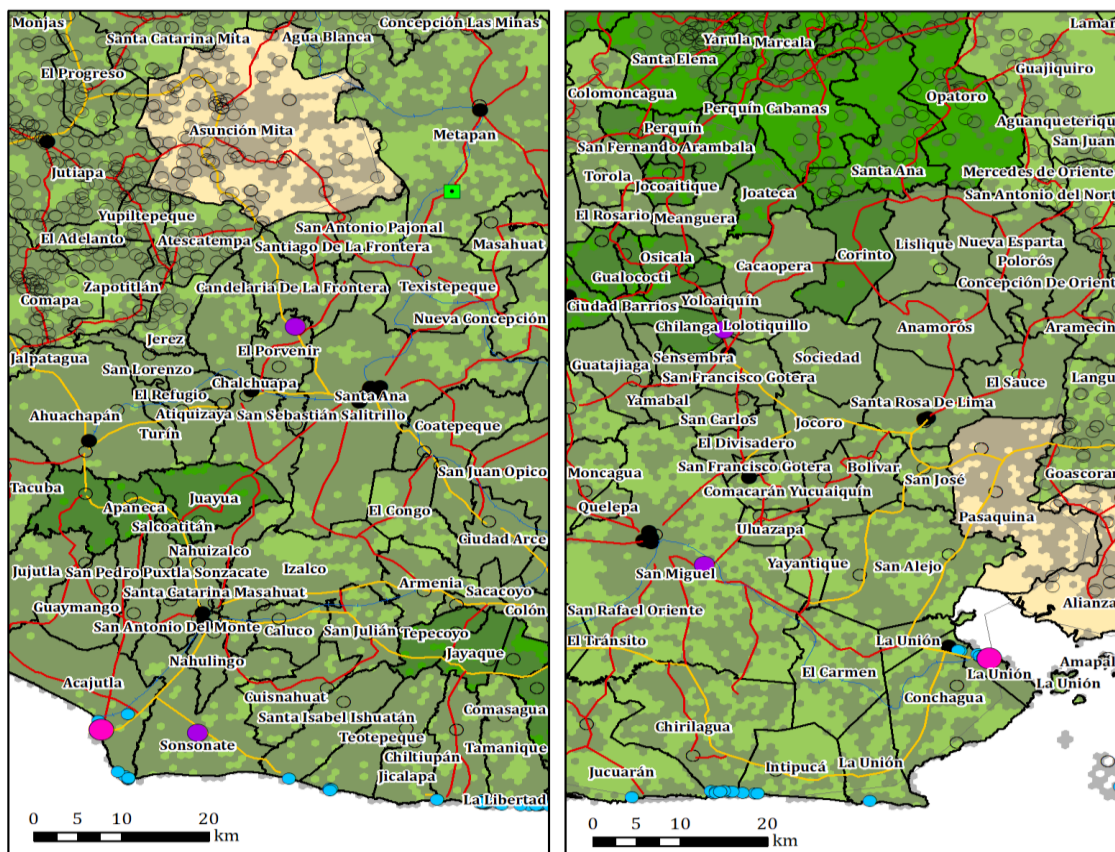 Monjas
Santa Catarina Mita
Agua Blanca
Concepción Las Minas
El Progreso
Asunción Mita
Metapan
Jutiapa
Yupiltepeque
El Adelanto
Atescatempa
San Antonio Pajonal
Santiago De La Frontera
Masahuat
Zapotitlán
Comapa
Candelaria De La Frontera
Texistepeque
Nueva Concepción
Jerez
Jalpatagua
San Lorenzo
El Porvenir
El Refugio
Chalchuapa
Santa Ana
Ahuachapán
Atiquizaya
San Sebastián Salitrillo
Turín
Coatepeque
San Juan Opico
Tacuba
Apaneca
Juayua
Salcoatitán
El Congo
Ciudad Arce
Nahuizalco
Jujutla
San Pedro Puxtla
Sonzacate
Izalco
Armenia
Sacacoyo
Guaymango
Santa Catarina Masahuat
Colón
San Antonio Del Monte
Caluco
San Julián
Tepecoyo
Nahulingo
Jayaque
Acajutla
Cuisnahuat
Santa Isabel Ishuatán
Comasagua
Sonsonate
Teotepeque
Chiltiupán
Tamanique
Jicalapa
La Libertad
0 10 20
km
Lamar
Yarula
Marcala
Santa Elena
Guajiquiro
Colomoncagua
Perquín
Cabanas
Opatoro
Perquín
Aguanqueterique
San Fernando
Arambala
San Juan
Torola
Jocoaitique
Joateca
Santa Ana
Mercedes de Oriente
San Antonio del Nor
El Rosario
Meanguera
Osicala
Corinto
Lislique
Nueva Esparta
Polorós
Gualococti
Cacaopera
Concepción De Oriente
Ciudad Barrios
Yoloaiquín
Chilanga
Lolotiquillo
Anamorós
Aramecin
Guatajiaga
Sensembra
Sociedad
San Francisco Gotera
El Sauce
Langu
Yamabal
San Carlos
Santa Rosa De Lima
Jocoro
El Divisadero
Moncagua
San Francisco Gotera
Bolívar
San José
Goascoran
Quelepa
Comacarán
Yucuaiquín
Pasaquina
Uluazapa
San Miguel
Yayantique
San Alejo
San Rafael Oriente
Alianza
El Tránsito
La Unión
El Carmen
La Unión
Amapal
La Unión
Conchagua
Chirilagua
Intipucá
La Unión
Jucuarán
0 10 20
km